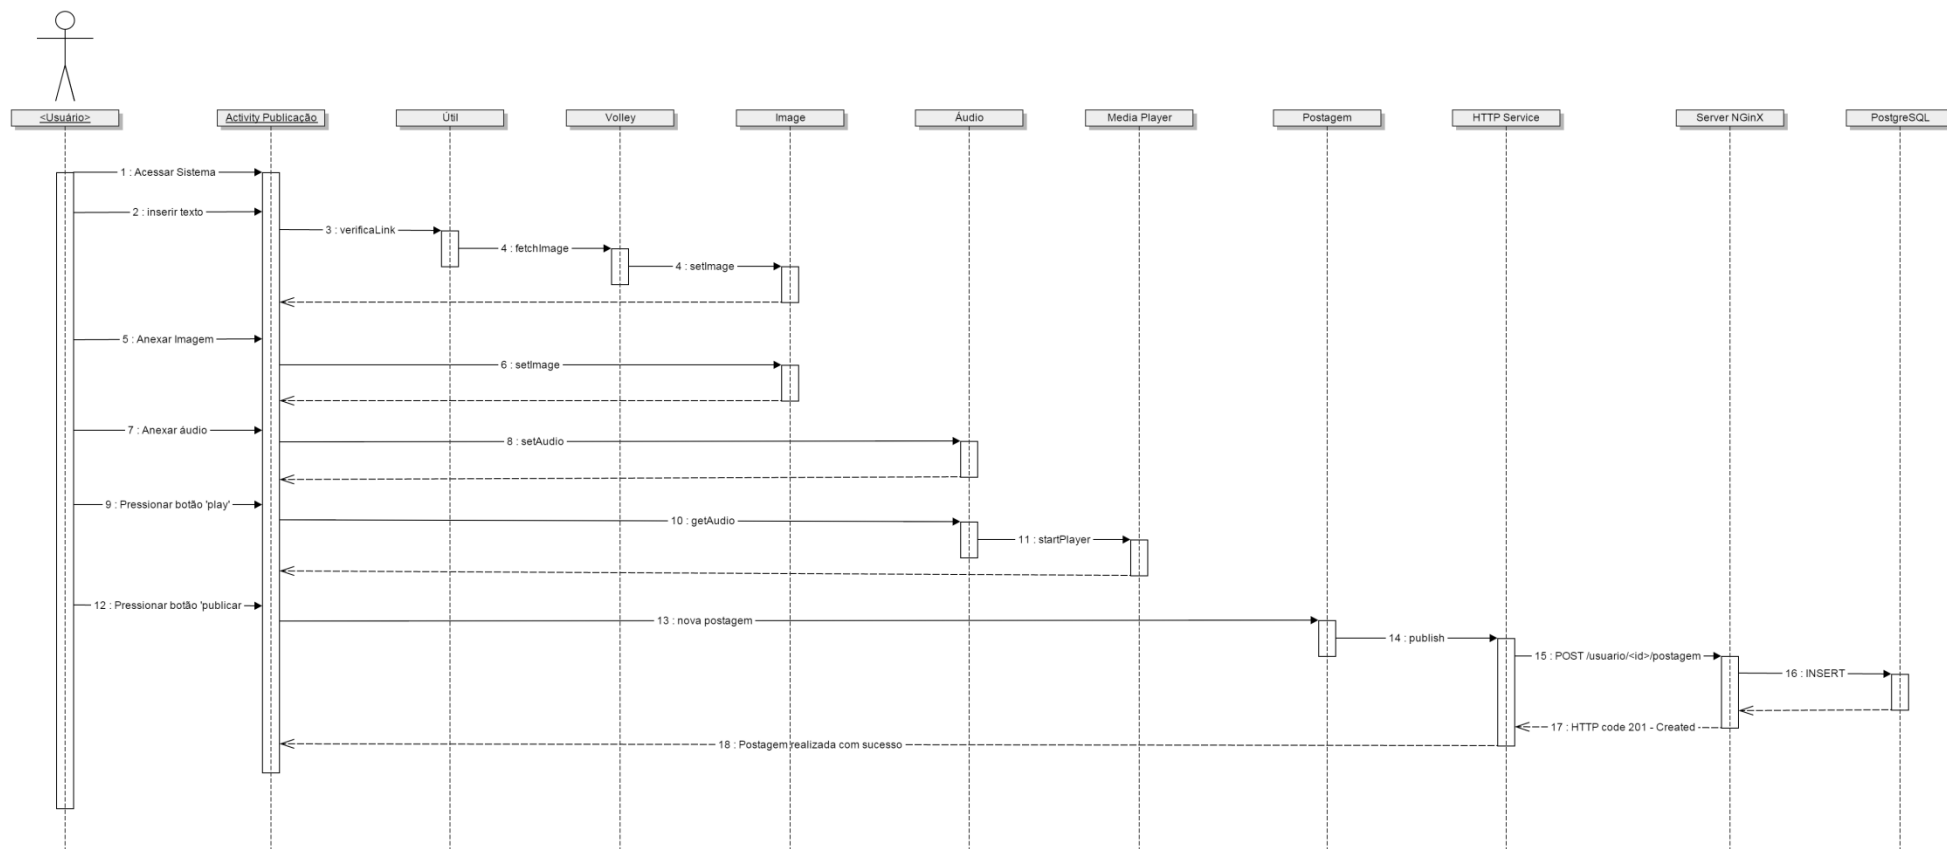 <Usuário>
Activity Publicação
Útil
Volley
Image
Áudio
Media Player
Postagem
HTTP Service
Server NGinX
PostgreSQL
1 : Acessar Sistema
2 : inserir texto
3 : verificaLink
4 : fetchImage
4 : setImage
5 : Anexar Imagem
6 : setImage
7 : Anexar áudio
8 : setAudio
9 : Pressionar botão 'play'
10 : getAudio
11 : startPlayer
12 : Pressionar botão 'publicar
13 : nova postagem
14 : publish
15 : POST /usuario/<id>/postagem
16 : INSERT
17 : HTTP code 201 - Created
18 : Postagem realizada com sucesso